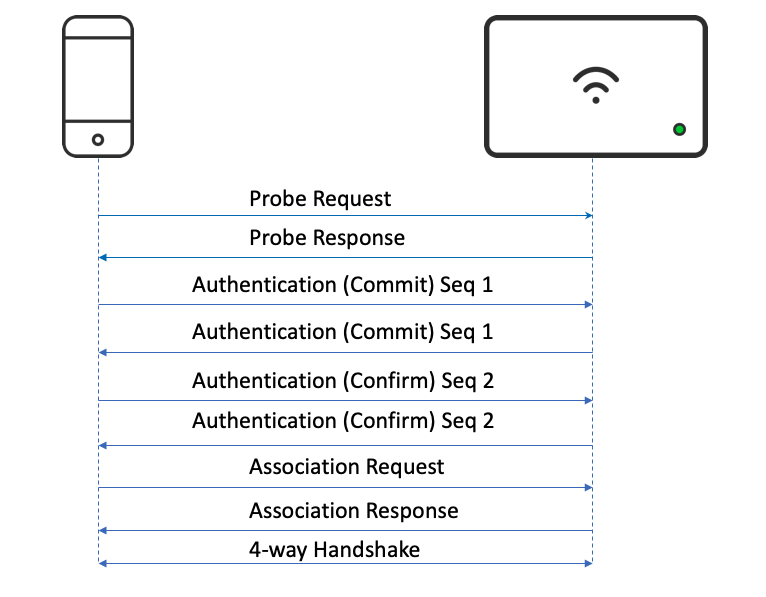 Probe Request
Probe Response
Authentication (Commit) Seq 1
Authentication (Commit) Seq 1
Authentication (Confirm) Seq 2
Authentication (Confirm) Seq 2
Association Request
Association Response
4-way Handshake